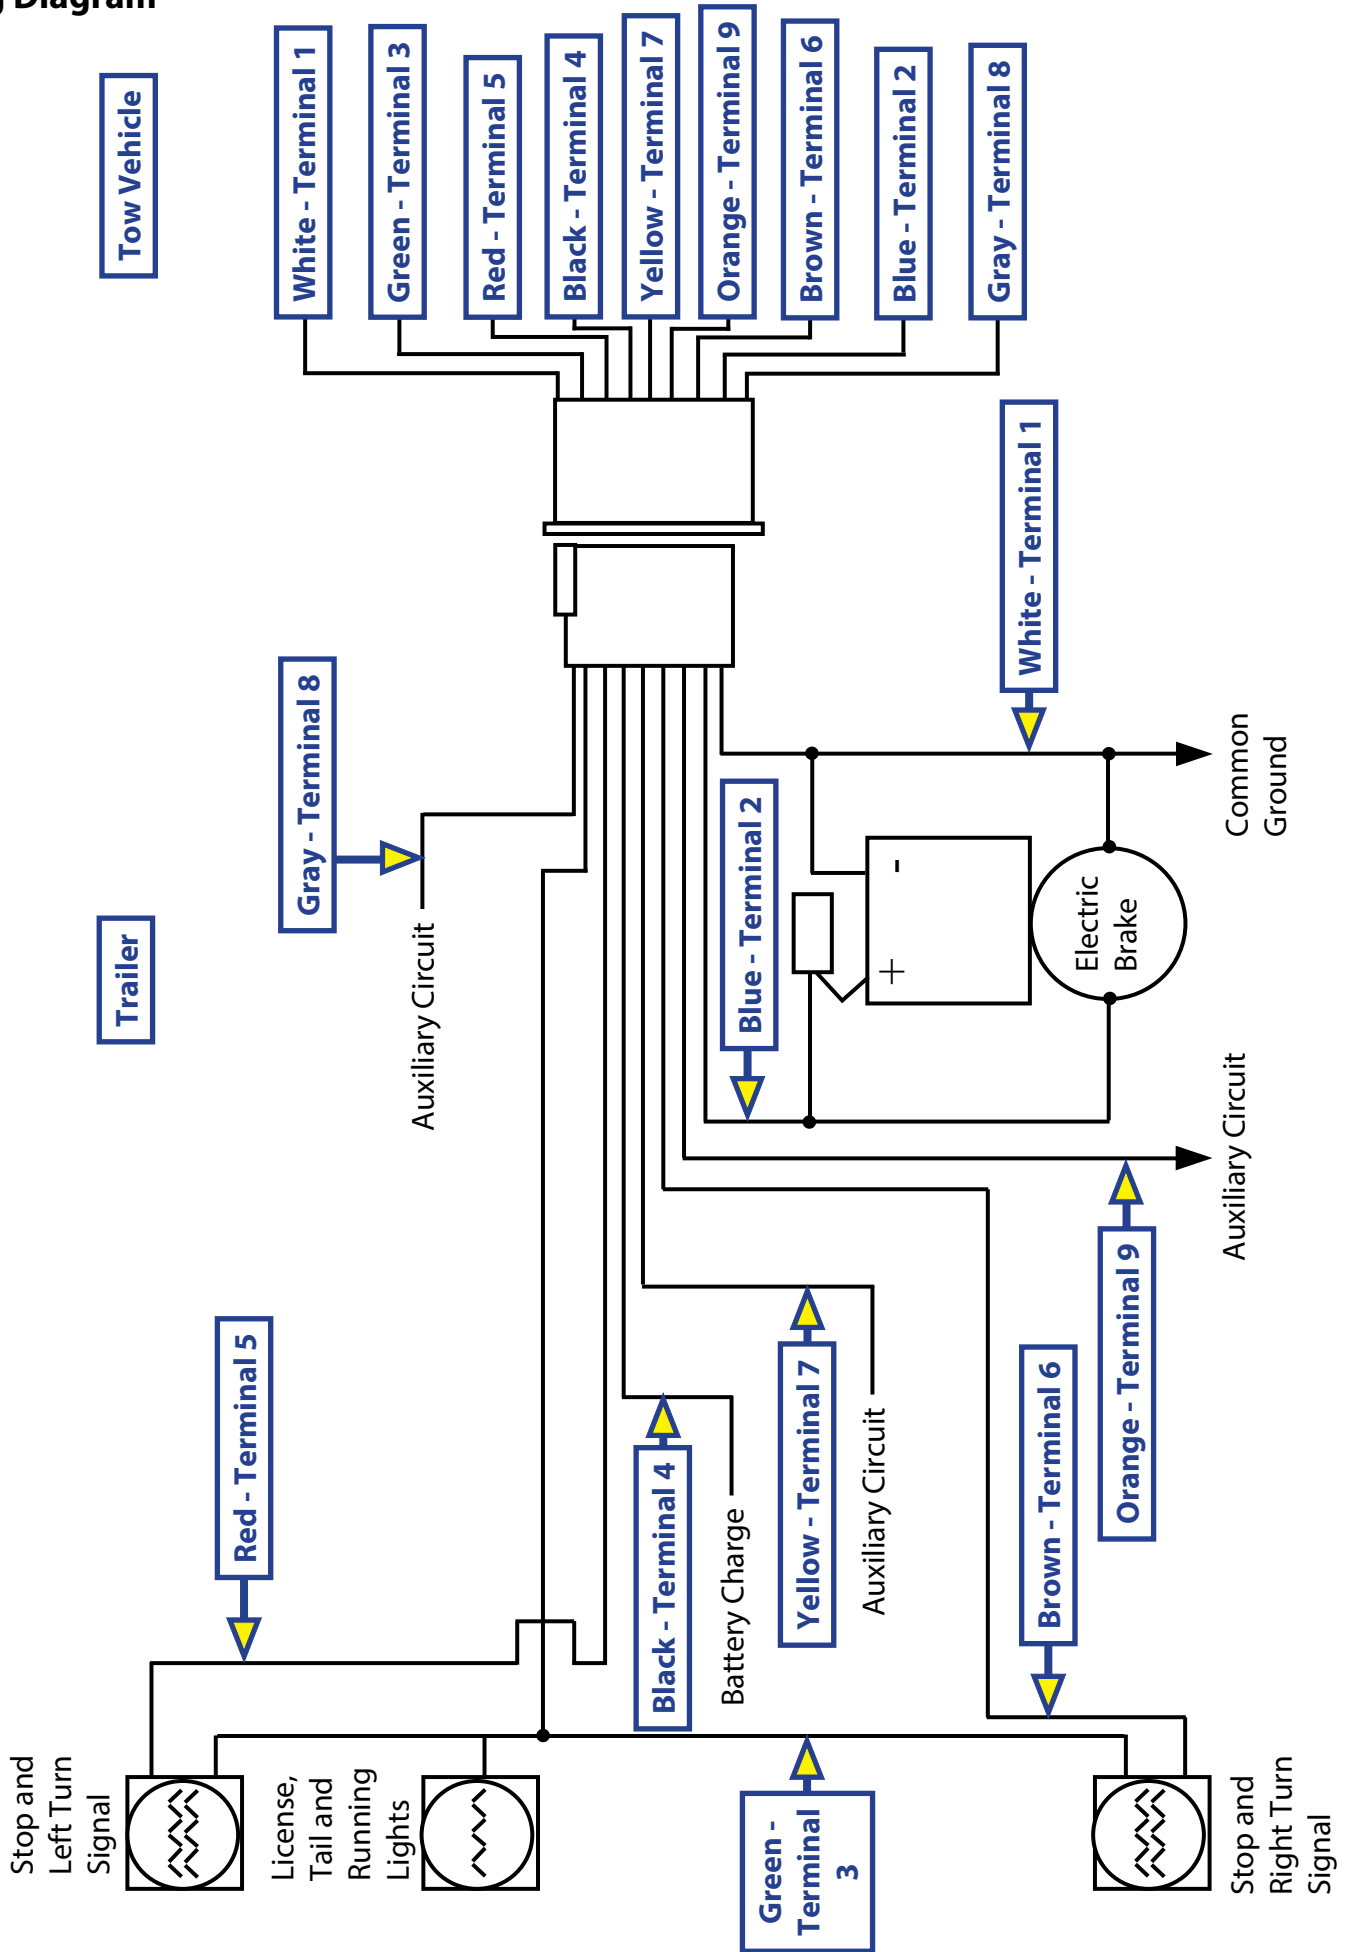 Diagram
Tow Vehicle
White - Terminal 1
Green - Terminal 3
Red - Terminal 5
Black - Terminal 4
Yellow - Terminal 7
Orange - Terminal 9
Brown - Terminal 6
Blue - Terminal 2
Gray - Terminal 8
Trailer
Gray - Terminal 8
Auxiliary Circuit
White - Terminal 1
Common
Ground
Blue - Terminal 2
-
+
Electric
Brake
Auxiliary Circuit
Orange - Terminal 9
Red - Terminal 5
Black - Terminal 4
Battery Charge
Yellow - Terminal 7
Auxiliary Circuit
Brown - Terminal 6
Stop and
Left Turn
Signal
License,
Tail and
Running
Lights
Green -
Terminal
3
Stop and
Right Turn
Signal